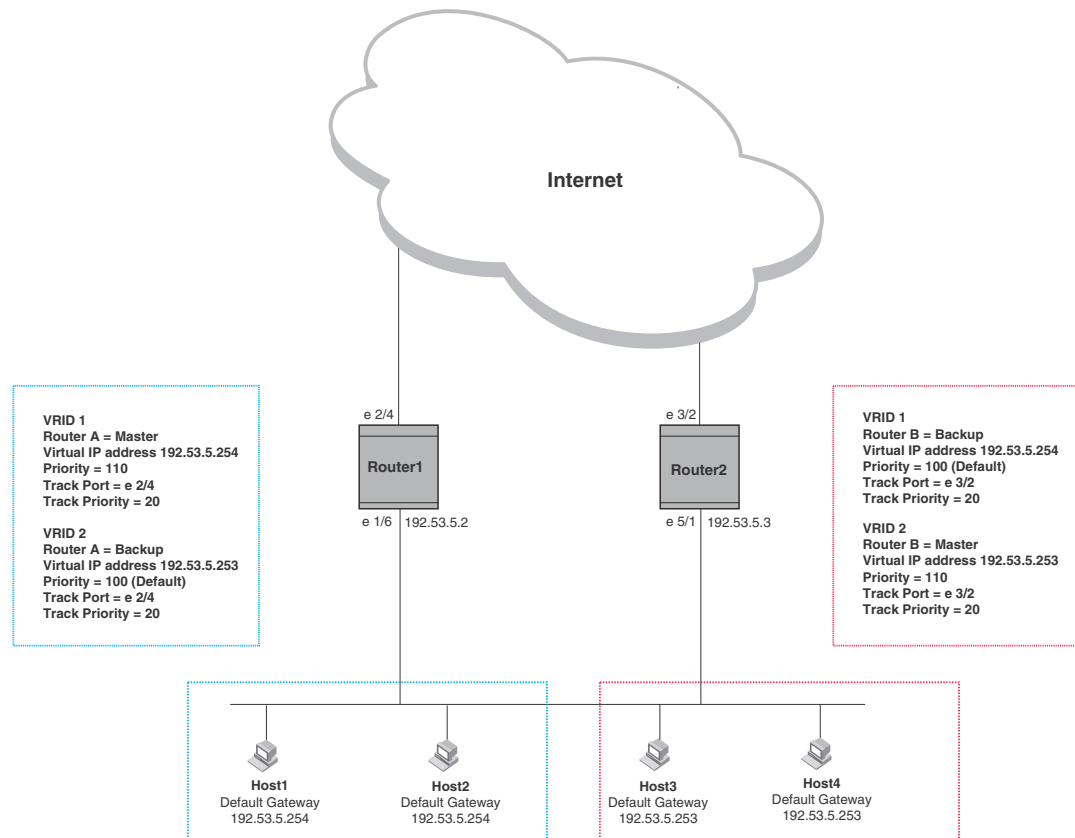 Internet
e 2/4
Router1
e 1/6
192.53.5.2
e 3/2
Router2
e 5/1
192.53.5.3
VRID 1
Router A = Master
Virtual IP address 192.53.5.254
Priority = 110
Track Port = e 2/4
Track Priority = 20
VRID 2
Router A = Backup
Virtual IP address 192.53.5.253
Priority = 100 (Default)
Track Port = e 2/4
Track Priority = 20
VRID 1
Router B = Backup
Virtual IP address 192.53.5.254
Priority = 100 (Default)
Track Port = e 3/2
Track Priority = 20
VRID 2
Router B = Master
Virtual IP address 192.53.5.253
Priority = 110
Track Port = e 3/2
Track Priority = 20
Host1
Default Gateway
192.53.5.254
Host2
Default Gateway
192.53.5.254
Host3
Default Gateway
192.53.5.253
Host4
Default Gateway
192.53.5.253